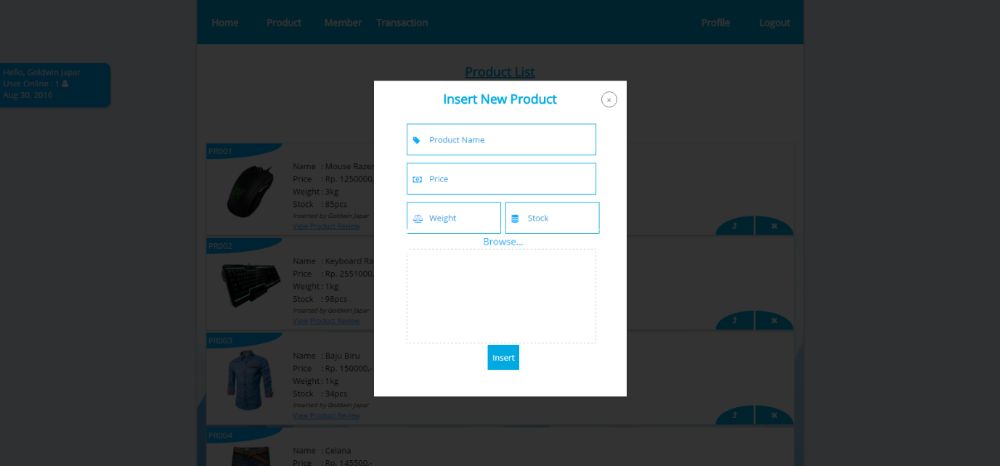 Home Product Member Transaction Profile Logout
Hello, Goldwin Japar
User Online : 1
Aug 30, 2016
Product List
Insert New Product
×
Product Name
Price
Weight Stock
Browse...
Insert
PR001
Name : Mouse Razer
Price : Rp. 1250000,
Weight : 3kg
Stock : 85pcs
Inserted by Goldwin Japar
View Product Review
PR002
Name : Keyboard Ra
Price : Rp. 2551000,
Weight : 1kg
Stock : 98pcs
Inserted by Goldwin Japar
View Product Review
PR003
Name : Baju Biru
Price : Rp. 150000,-
Weight : 1kg
Stock : 34pcs
Inserted by Goldwin Japar
View Product Review
PR004
Name : Celana
Price : Rp. 145500,-